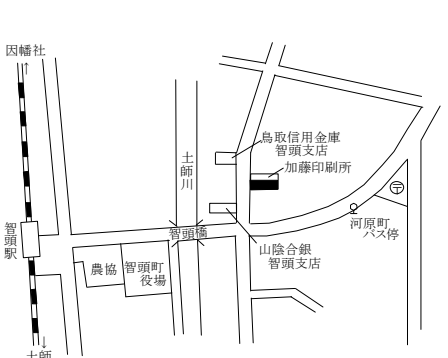 因幡社
↑
鳥取信用金庫
智頭支店
加藤印刷所
土師川
〒
智頭橋
河原町
バス停
智頭駅
山陰合銀
智頭支店
農協
智頭町
役場
↓
土師